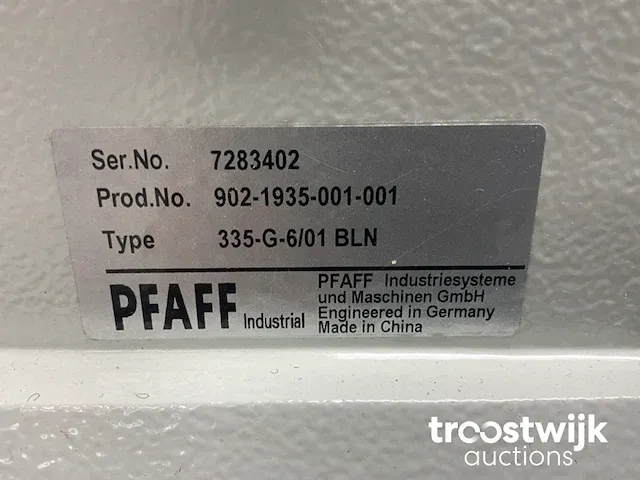 Ser.No. 7283402
Prod.No. 902-1935-001-001
Type 335-G-6/01 BLN
PFAFF Industrial
PFAFF Industriesysteme
und Maschinen GmbH
Engineered in Germany
Made in China
troostwijk
auctions